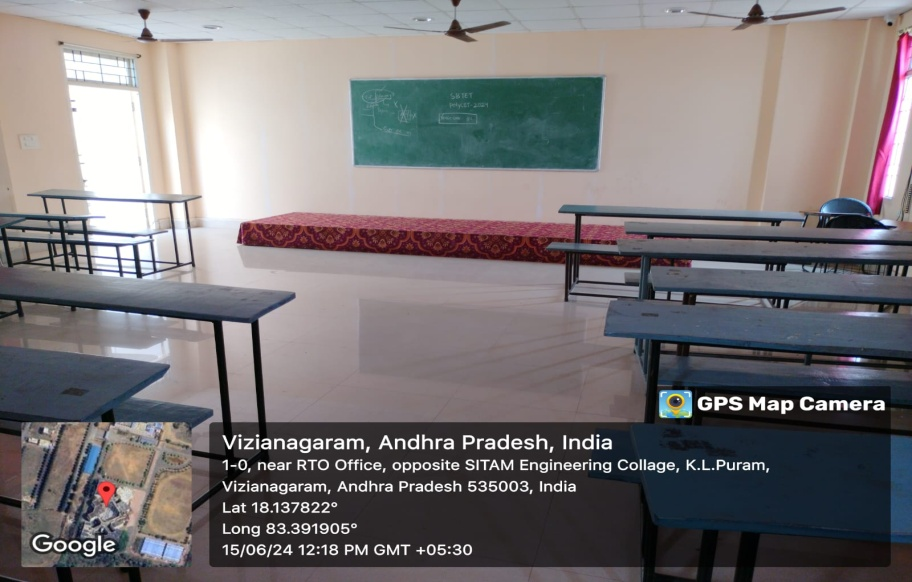 POLYCET-2024
GPS Map Camera
Vizianagaram, Andhra Pradesh, India
1-0, near RTO Office, opposite SITAM Engineering Collage, K.L.Puram,
Vizianagaram, Andhra Pradesh 535003, India
Lat 18.137822°
Long 83.391905°
15/06/24 12:18 PM GMT +05:30
Google